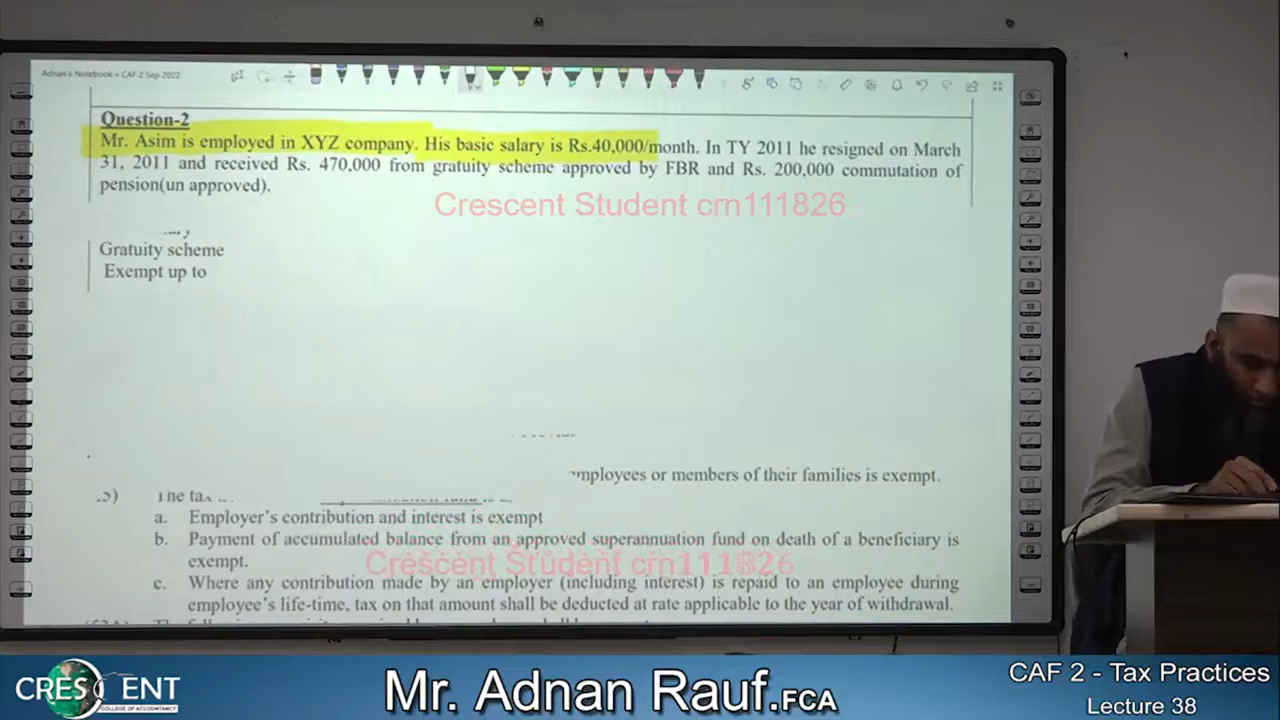 Adnan's Notebook » CAF 2 Sep 2022
Question-2
Mr. Asim is employed in XYZ company. His basic salary is Rs.40,000/month. In TY 2011 he resigned on March
31, 2011 and received Rs. 470,000 from gratuity scheme approved by FBR and Rs. 200,000 commutation of
pension(un approved).
Crescent Student crn111826
Gratuity scheme
Exempt up to
employees or members of their families is exempt.
The
a. Employer's contribution and interest is exempt
b. Payment of accumulated balance from an approved superannuation fund on death of a beneficiary is
exempt.
Crescent Student crn111826
c. Where any contribution made by an employer (including interest) is repaid to an employee during
employee's life-time, tax on that amount shall be deducted at rate applicable to the year of withdrawal.
CRESCENT
COLLEGE OF ACCOUNTANCY
Mr. Adnan Rauf.FCA
CAF 2 - Tax Practices
Lecture 38